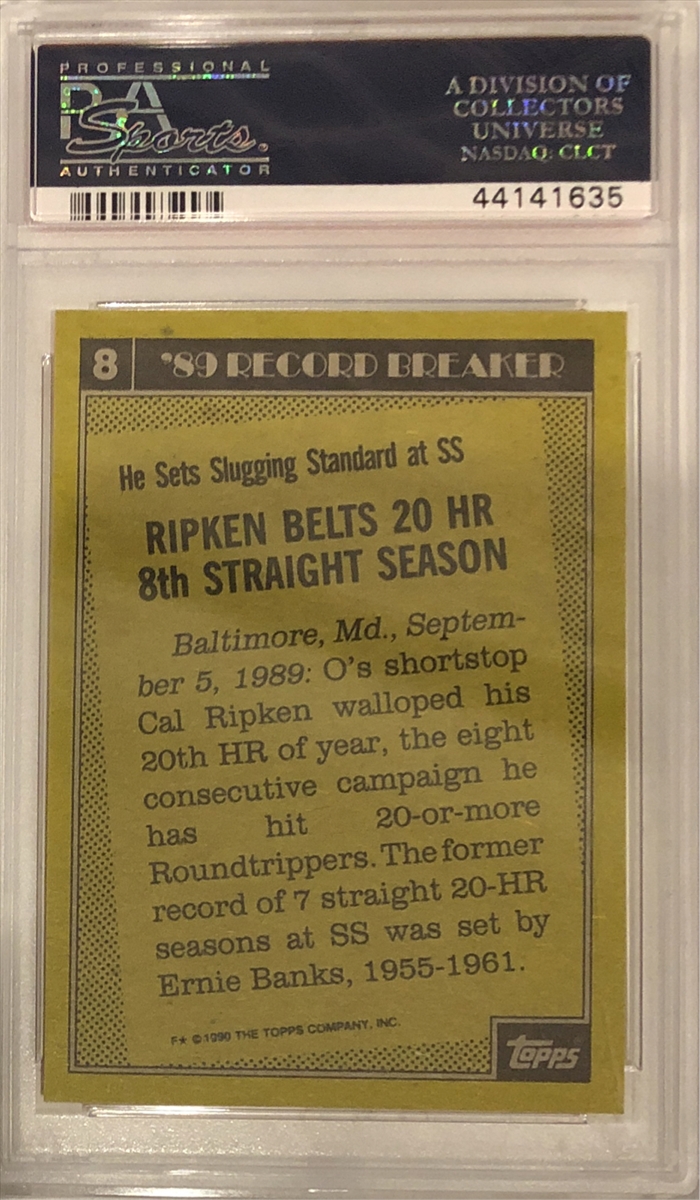 PROFESSIONAL
PSA
Sports.
AUTHENTICATOR
A DIVISION OF
COLLECTORS
UNIVERSE
NASDAQ: CLCT
44141635
8 '89 RECORD BREAKER
He Sets Slugging Standard at SS
RIPKEN BELTS 20 HR
8th STRAIGHT SEASON
Baltimore, Md., Septem-
ber 5, 1989: O's shortstop
Cal Ripken walloped his
20th HR of year, the eight
consecutive campaign he
has hit 20-or-more
Roundtrippers. The former
record of 7 straight 20-HR
seasons at SS was set by
Ernie Banks, 1955-1961.
F★ ©1990 THE TOPPS COMPANY, INC.
topps